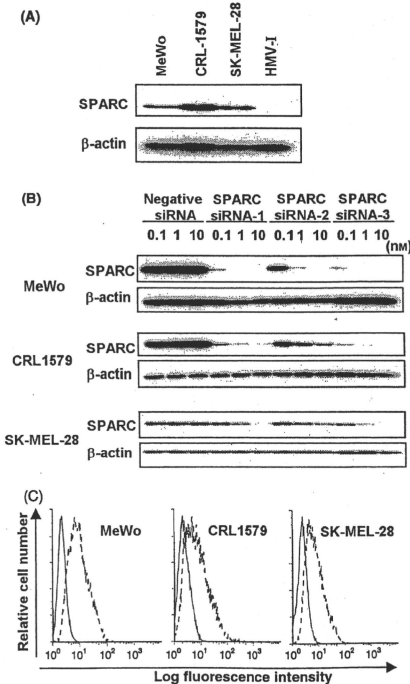 (A)
MeWo CRL-1579 SK-MEL-28 HMV-I
SPARC
β-actin
(B)
Negative SPARC SPARC SPARC
siRNA siRNA-1 siRNA-2 siRNA-3
0.1 1 10 0.1 1 10 0.1 1 10 0.1 1 10
(nM)
SPARC
MeWo
β-actin
SPARC
CRL1579
β-actin
SPARC
SK-MEL-28
β-actin
(C)
MeWo CRL1579 SK-MEL-28
Relative cell number
10⁰ 10¹ 10² 10³ 10⁰ 10¹ 10² 10³ 10⁰ 10¹ 10² 10³
Log fluorescence intensity